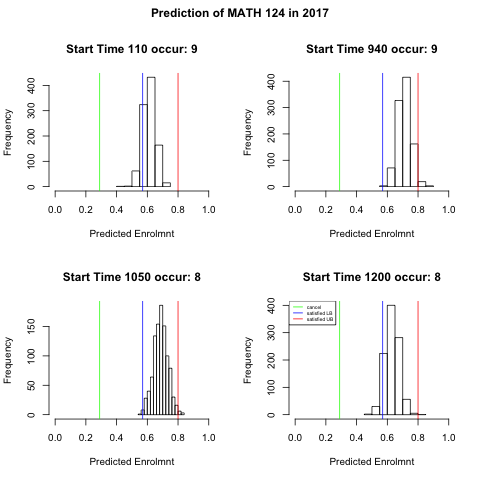 Prediction of MATH 124 in 2017
Start Time 110 occur: 9
Frequency
0 100 200 300 400
0.0 0.2 0.4 0.6 0.8 1.0
Predicted Enrolmnt
Start Time 940 occur: 9
Frequency
0 100 200 300 400
0.0 0.2 0.4 0.6 0.8 1.0
Predicted Enrolmnt
Start Time 1050 occur: 8
Frequency
0 50 100 150
0.0 0.2 0.4 0.6 0.8 1.0
Predicted Enrolmnt
Start Time 1200 occur: 8
cancel
satisfied LB
satisfied UB
Frequency
0 100 200 300 400
0.0 0.2 0.4 0.6 0.8 1.0
Predicted Enrolmnt